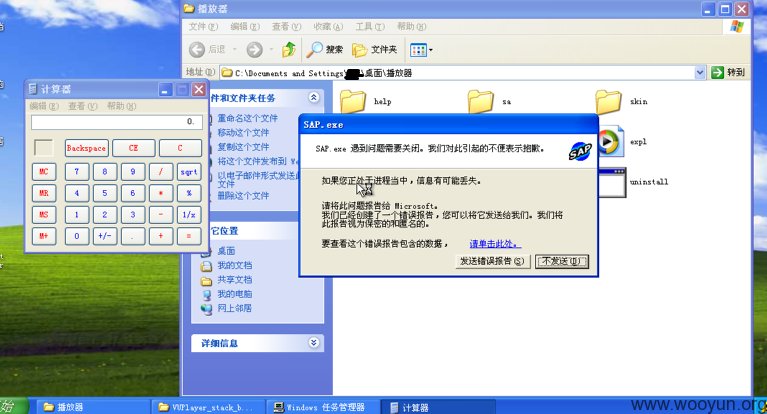 播放器
文件(F) 编辑(E) 查看(V) 收藏(A) 工具(T) 帮助(H)
后退 搜索 文件夹
地址(D) C:\Documents and Settings\ \桌面\播放器 转到
件和文件夹任务
重命名这个文件
移动这个文件
复制这个文件
将这个文件发布到 We
以电子邮件形式发送此
文件
删除这个文件
它位置
桌面
我的文档
共享文档
我的电脑
网上邻居
详细信息
help sa skin
expl
uninstall
计算器
编辑(E) 查看(V) 帮助(H)
0.
Backspace CE C
MC 7 8 9 / sqrt
MR 4 5 6 * %
MS 1 2 3 - 1/x
M+ 0 +/- . + =
SAP.exe
SAP.exe 遇到问题需要关闭。我们对此引起的不便表示抱歉。
SAP
如果您正处于进程当中，信息有可能丢失。
请将此问题报告给 Microsoft。
我们已经创建了一个错误报告，您可以将它发送给我们。我们将
此报告视为保密的和匿名的。
要查看这个错误报告包含的数据， 请单击此处。
发送错误报告(S) 不发送(D)
始 播放器 VUPlayer_stack_b... Windows 任务管理器 计算器
www.wooyun.org